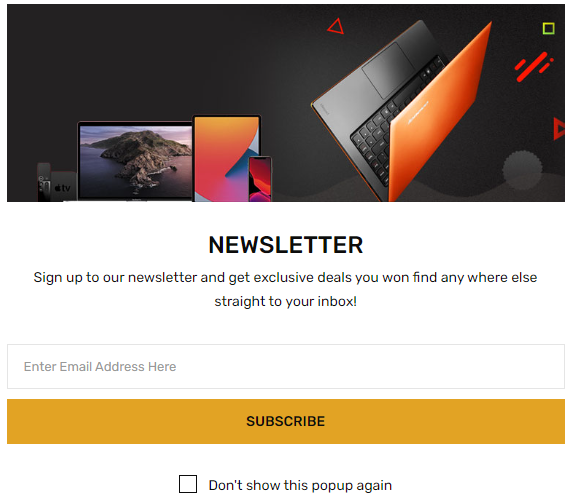 tv
NEWSLETTER
Sign up to our newsletter and get exclusive deals you won find any where else
straight to your inbox!
Enter Email Address Here
SUBSCRIBE
Don't show this popup again